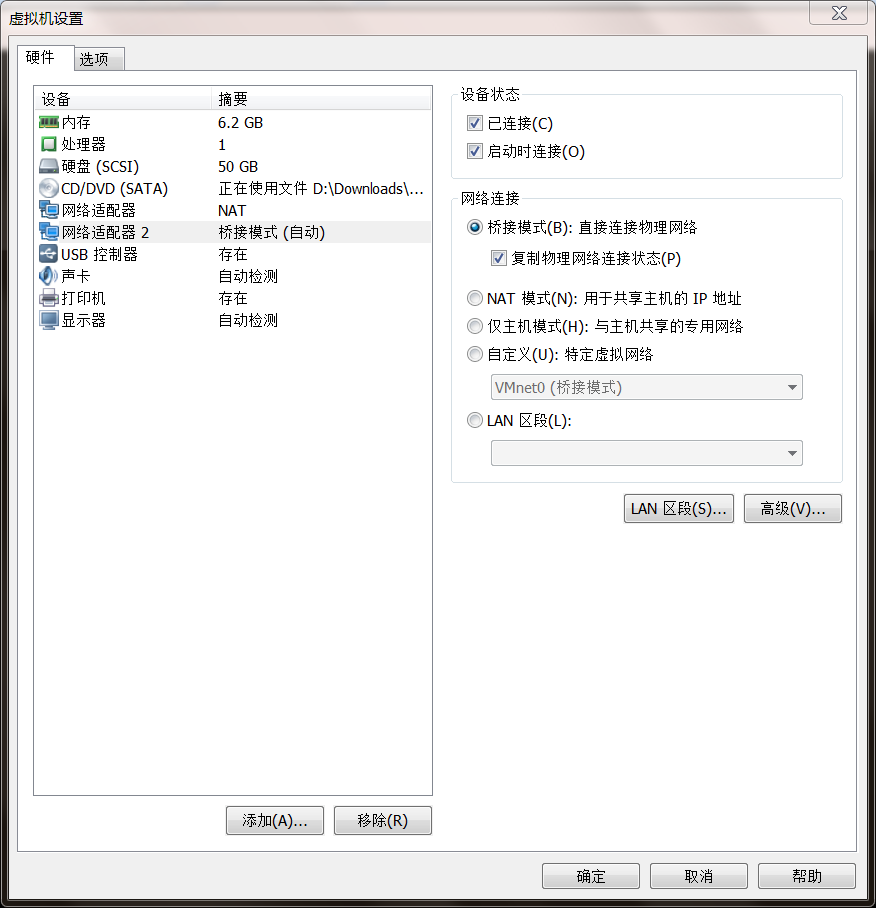 虚拟机设置
硬件 选项
设备 摘要
内存 6.2 GB
处理器 1
硬盘 (SCSI) 50 GB
CD/DVD (SATA) 正在使用文件 D:\Downloads\...
网络适配器 NAT
网络适配器 2 桥接模式 (自动)
USB 控制器 存在
声卡 自动检测
打印机 存在
显示器 自动检测
添加(A)... 移除(R)
设备状态
已连接(C)
启动时连接(O)
网络连接
桥接模式(B): 直接连接物理网络
复制物理网络连接状态(P)
NAT 模式(N): 用于共享主机的 IP 地址
仅主机模式(H): 与主机共享的专用网络
自定义(U): 特定虚拟网络
VMnet0 (桥接模式)
LAN 区段(L):
LAN 区段(S)... 高级(V)...
确定 取消 帮助